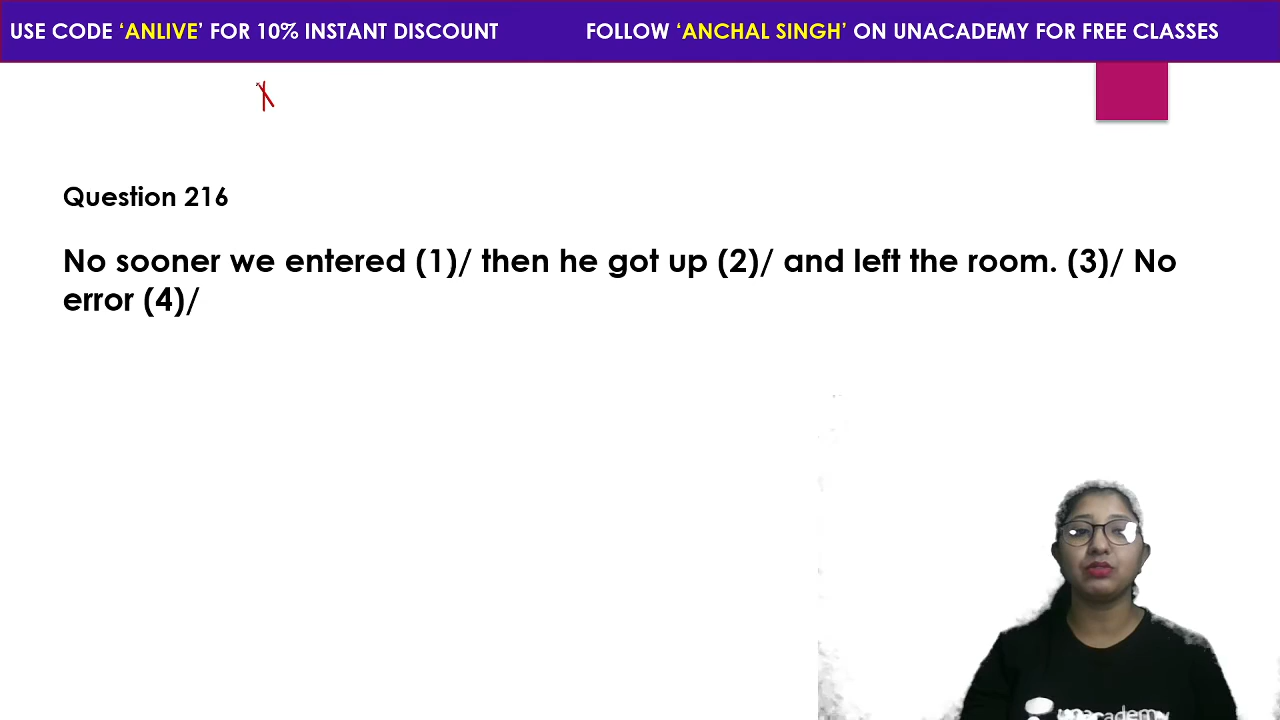 USE CODE ‘ANLIVE’ FOR 10% INSTANT DISCOUNT FOLLOW ‘ANCHAL SINGH’ ON UNACADEMY FOR FREE CLASSES
Question 216
No sooner we entered (1)/ then he got up (2)/ and left the room. (3)/ No
error (4)/
unacademy